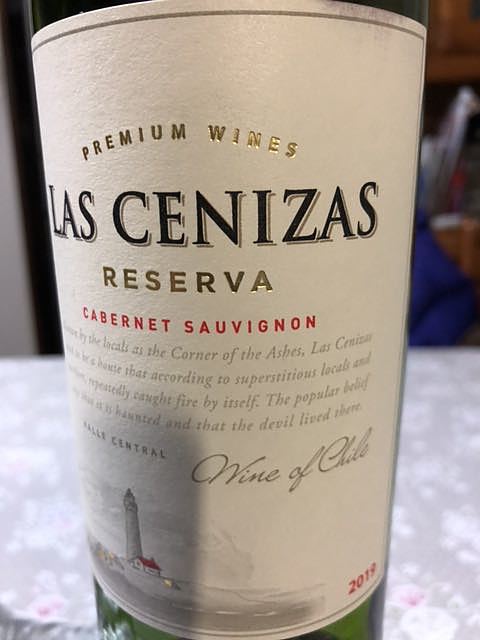 PREMIUM WINES
LAS CENIZAS
RESERVA
CABERNET SAUVIGNON
by the locals as the Corner of the Ashes, Las Cenizas
to be a house that according to superstitious locals and
repeatedly caught fire by itself. The popular belief
that it is haunted and that the devil lived there.
VALLE CENTRAL
Wine of Chile
2019